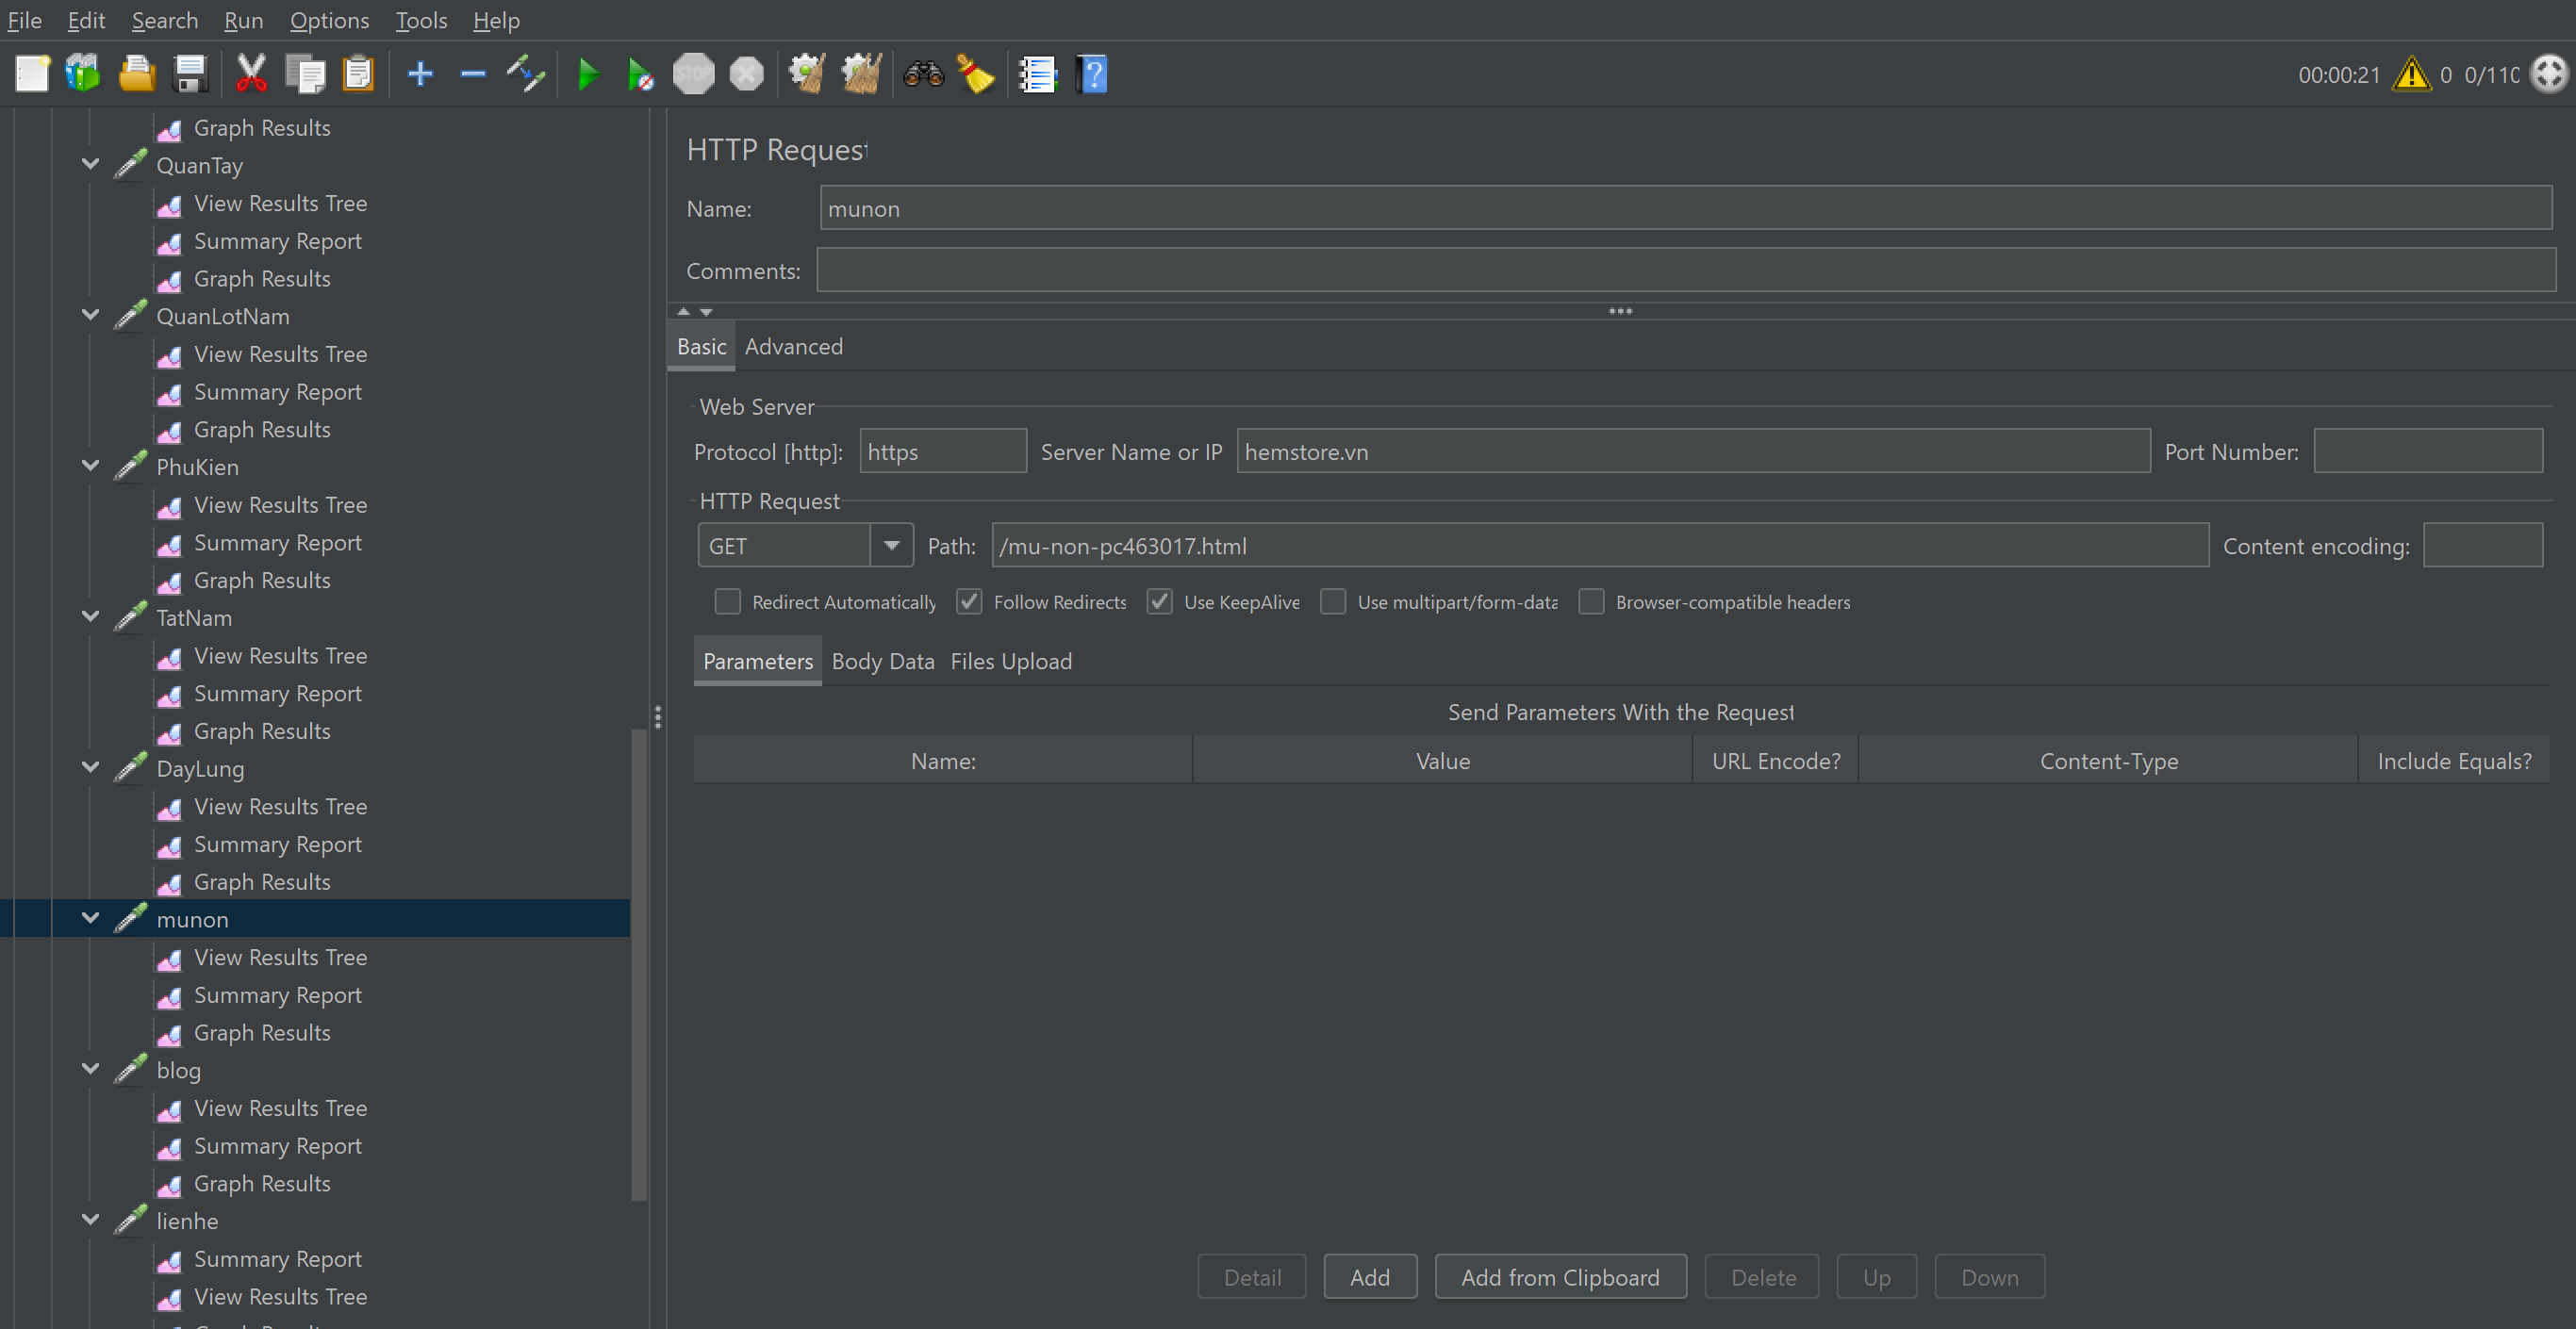 File Edit Search Run Options Tools Help
STOP
00:00:21 0 0/110
Graph Results
QuanTay
View Results Tree
Summary Report
Graph Results
QuanLotNam
View Results Tree
Summary Report
Graph Results
PhuKien
View Results Tree
Summary Report
Graph Results
TatNam
View Results Tree
Summary Report
Graph Results
DayLung
View Results Tree
Summary Report
Graph Results
munon
View Results Tree
Summary Report
Graph Results
blog
View Results Tree
Summary Report
Graph Results
lienhe
Summary Report
View Results Tree
HTTP Request
Name: munon
Comments:
Basic Advanced
Web Server
Protocol [http]: https Server Name or IP hemstore.vn Port Number:
HTTP Request
GET Path: /mu-non-pc463017.html Content encoding:
Redirect Automatically Follow Redirects Use KeepAlive Use multipart/form-data Browser-compatible headers
Parameters Body Data Files Upload
Send Parameters With the Request
Name: Value URL Encode? Content-Type Include Equals?
Detail Add Add from Clipboard Delete Up Down